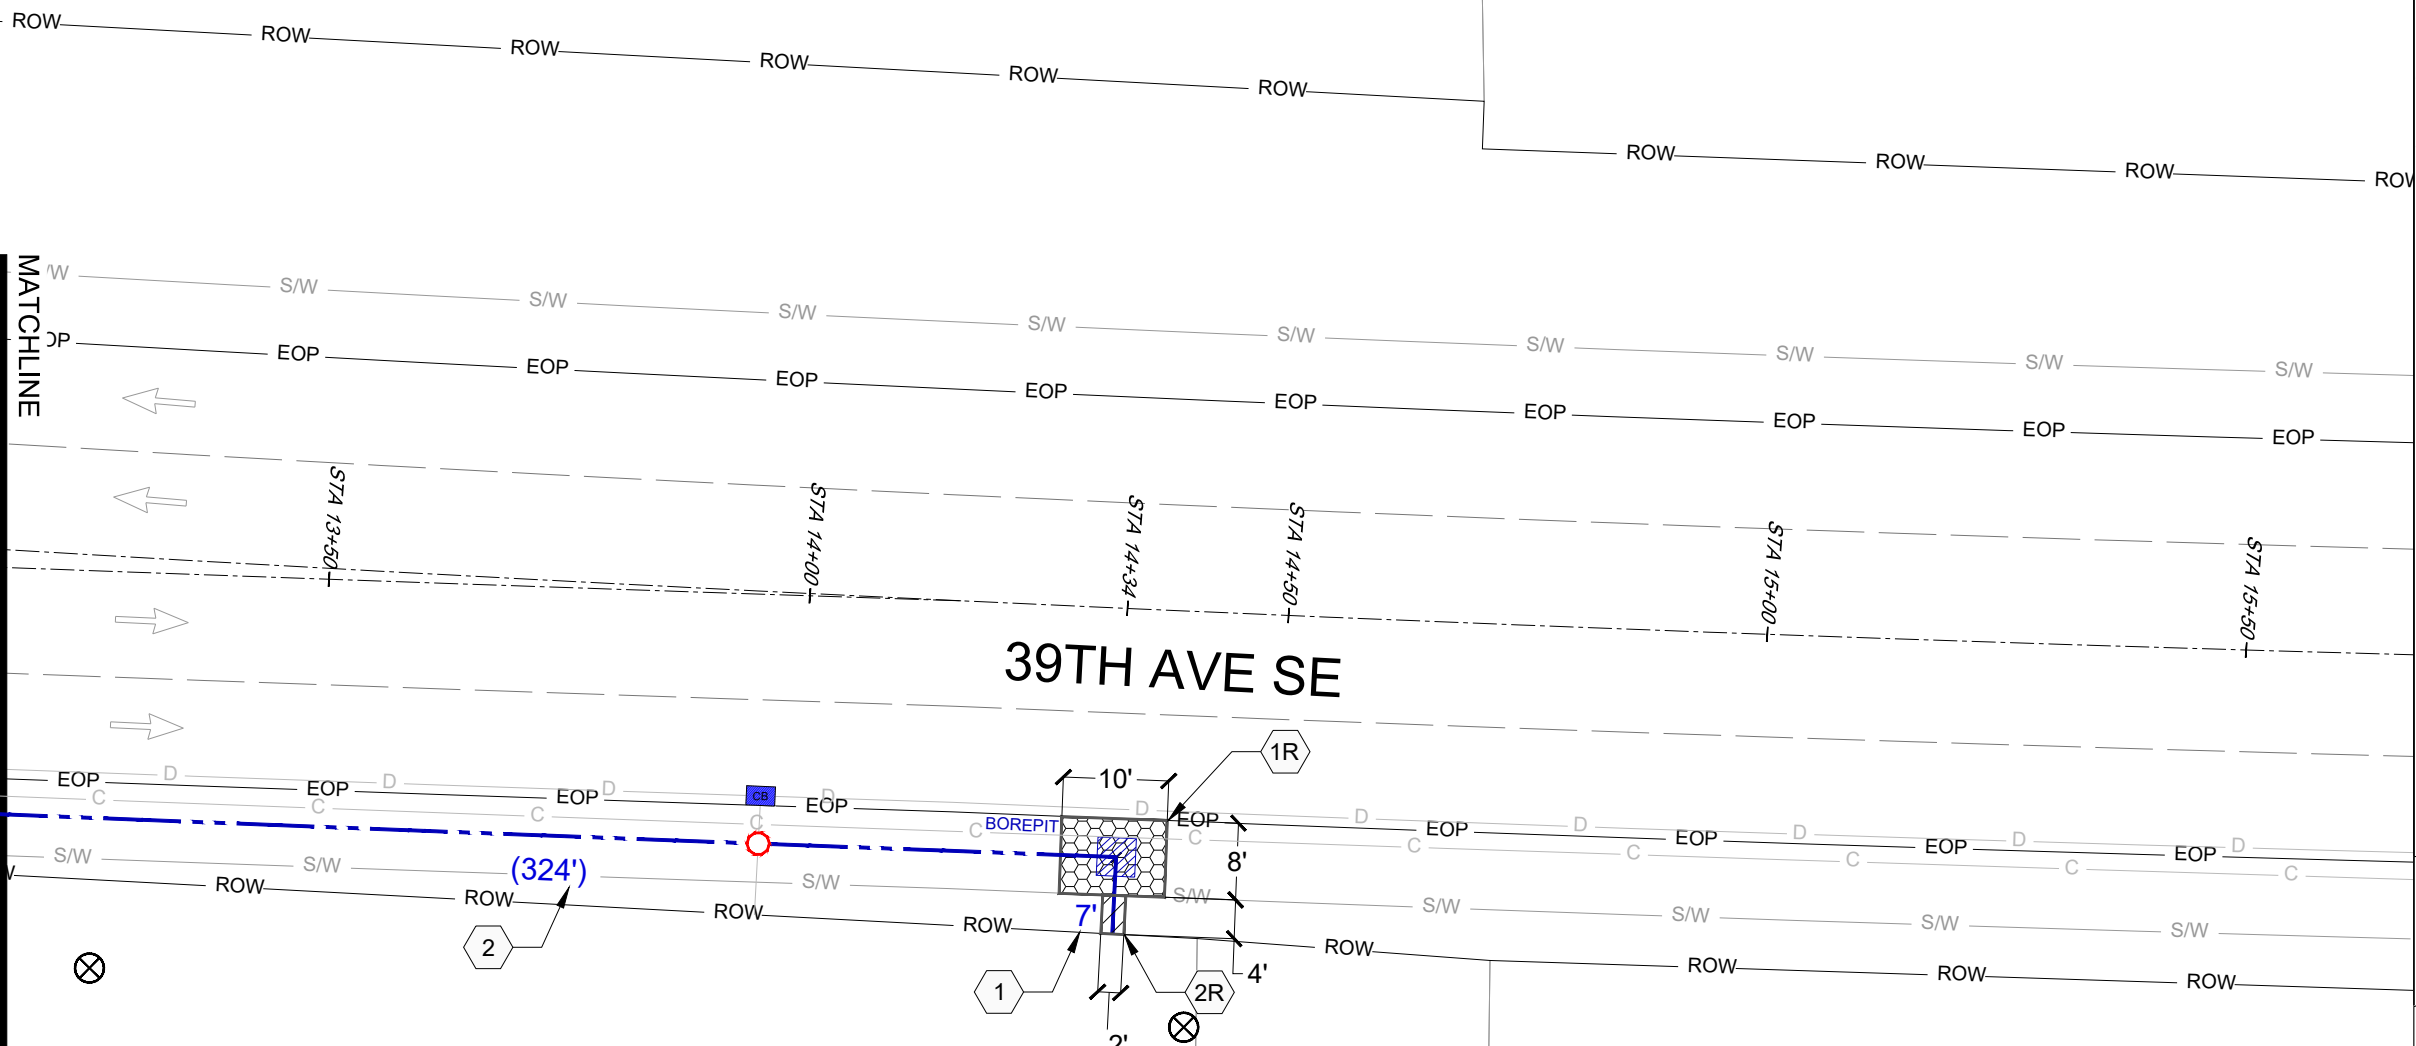 ROW ROW ROW ROW ROW ROW
ROW ROW ROW ROW
MATCHLINE
/W S/W S/W S/W S/W S/W S/W S/W S/W S/W
OP EOP EOP EOP EOP EOP EOP EOP EOP EOP
STA 13+50
STA 14+00
STA 14+34
STA 14+50
STA 15+00
STA 15+50
39TH AVE SE
1R
10'
D D D D D D D D D D
EOP EOP EOP EOP EOP EOP EOP EOP EOP
CB
C C C C C C C C C C C
BOREPIT
8'
S/W S/W S/W S/W S/W S/W S/W S/W
(324')
W ROW ROW ROW ROW ROW ROW ROW ROW
7'
2
1
2R
4'
2'